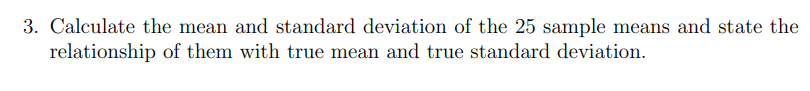 3. Calculate the mean and standard deviation of the 25 sample means and state the
relationship of them with true mean and true standard deviation.